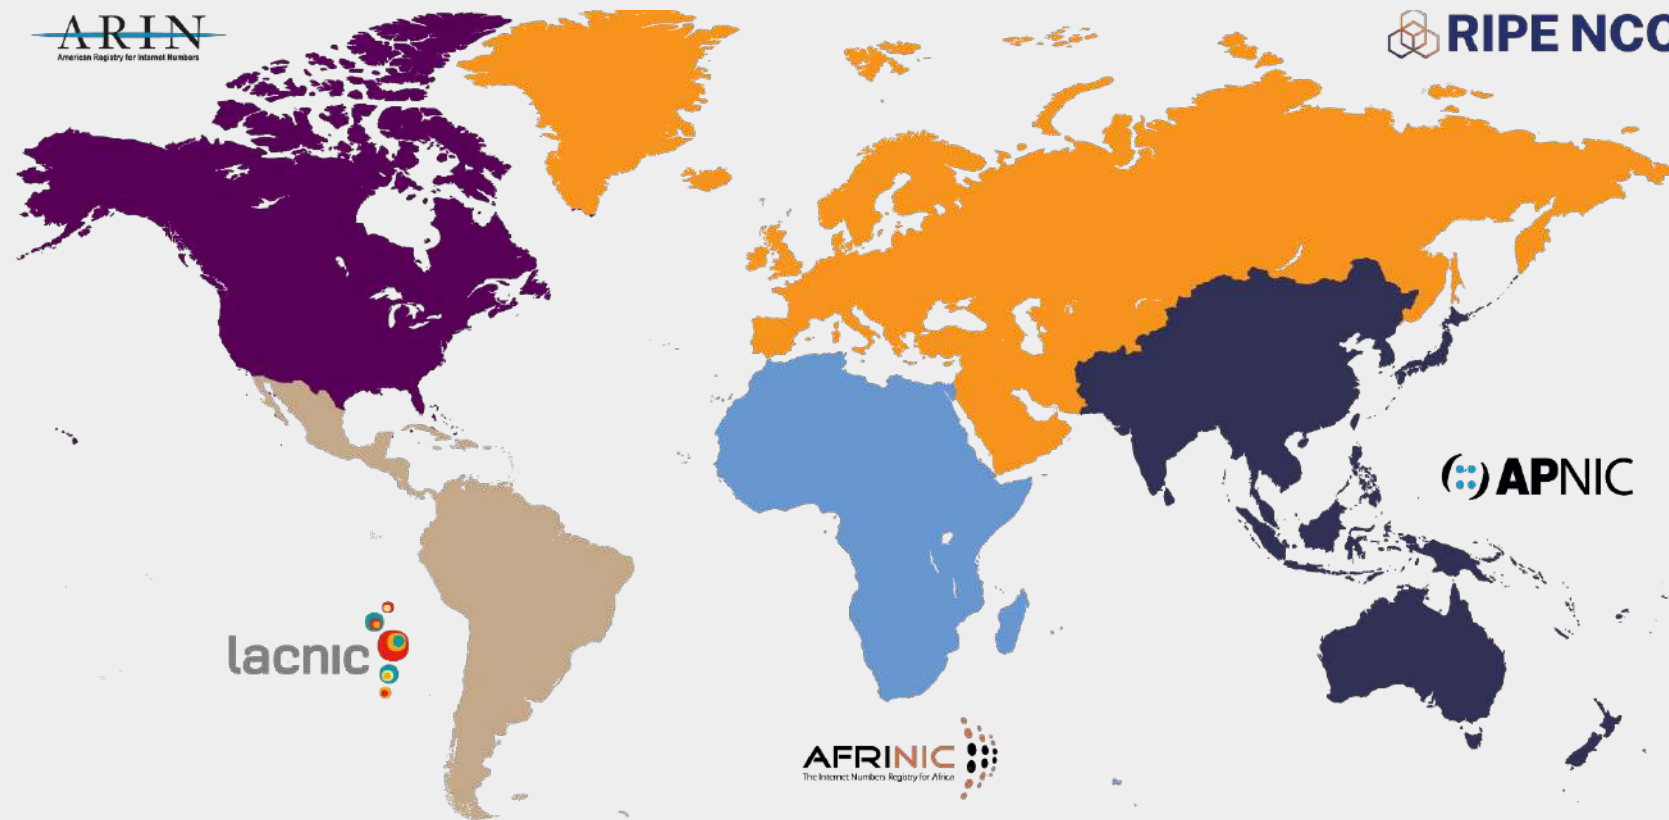 ARIN
American Registry for Internet Numbers
RIPE NCC
APNIC
lacnic
AFRINIC
The Internet Numbers Registry for Africa